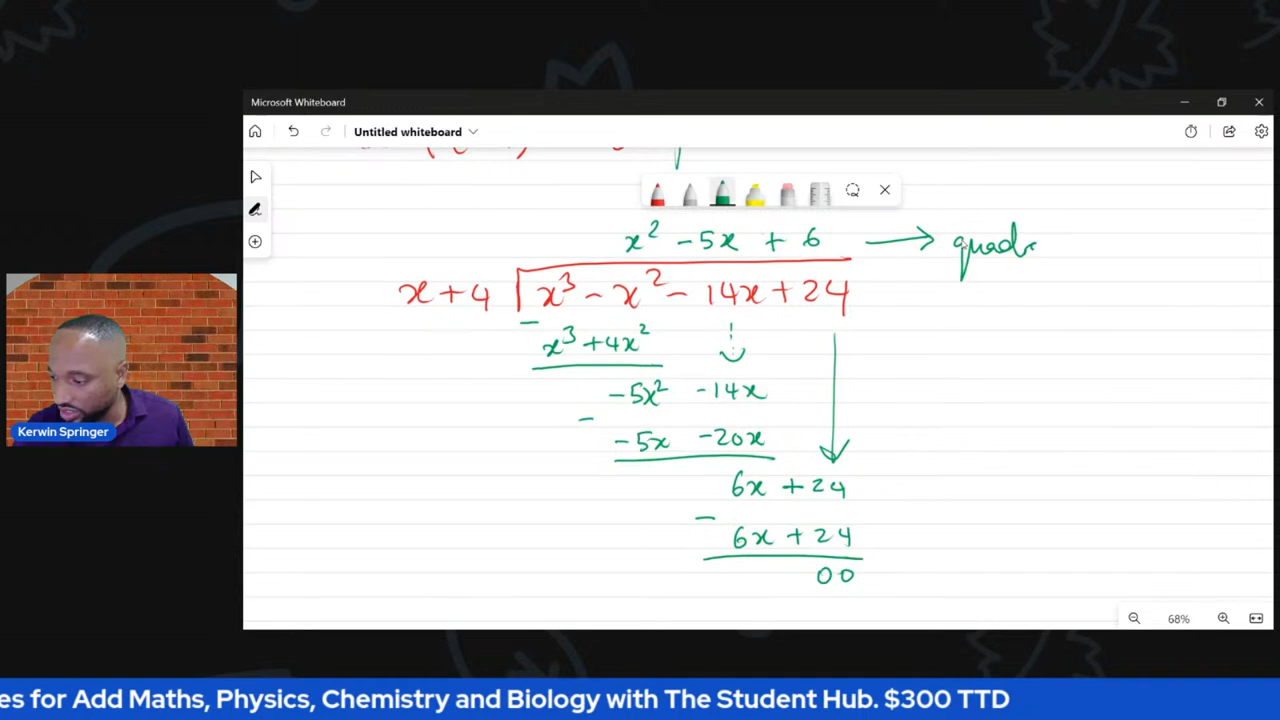 Microsoft Whiteboard
Untitled whiteboard
x² - 5x + 6 → quadr
x + 4 x³ - x² - 14x + 24
- x³ + 4x²
-5x² -14x
- -5x -20x
6x + 24
- 6x + 24
00
Kerwin Springer
68%
es for Add Maths, Physics, Chemistry and Biology with The Student Hub. $300 TTD